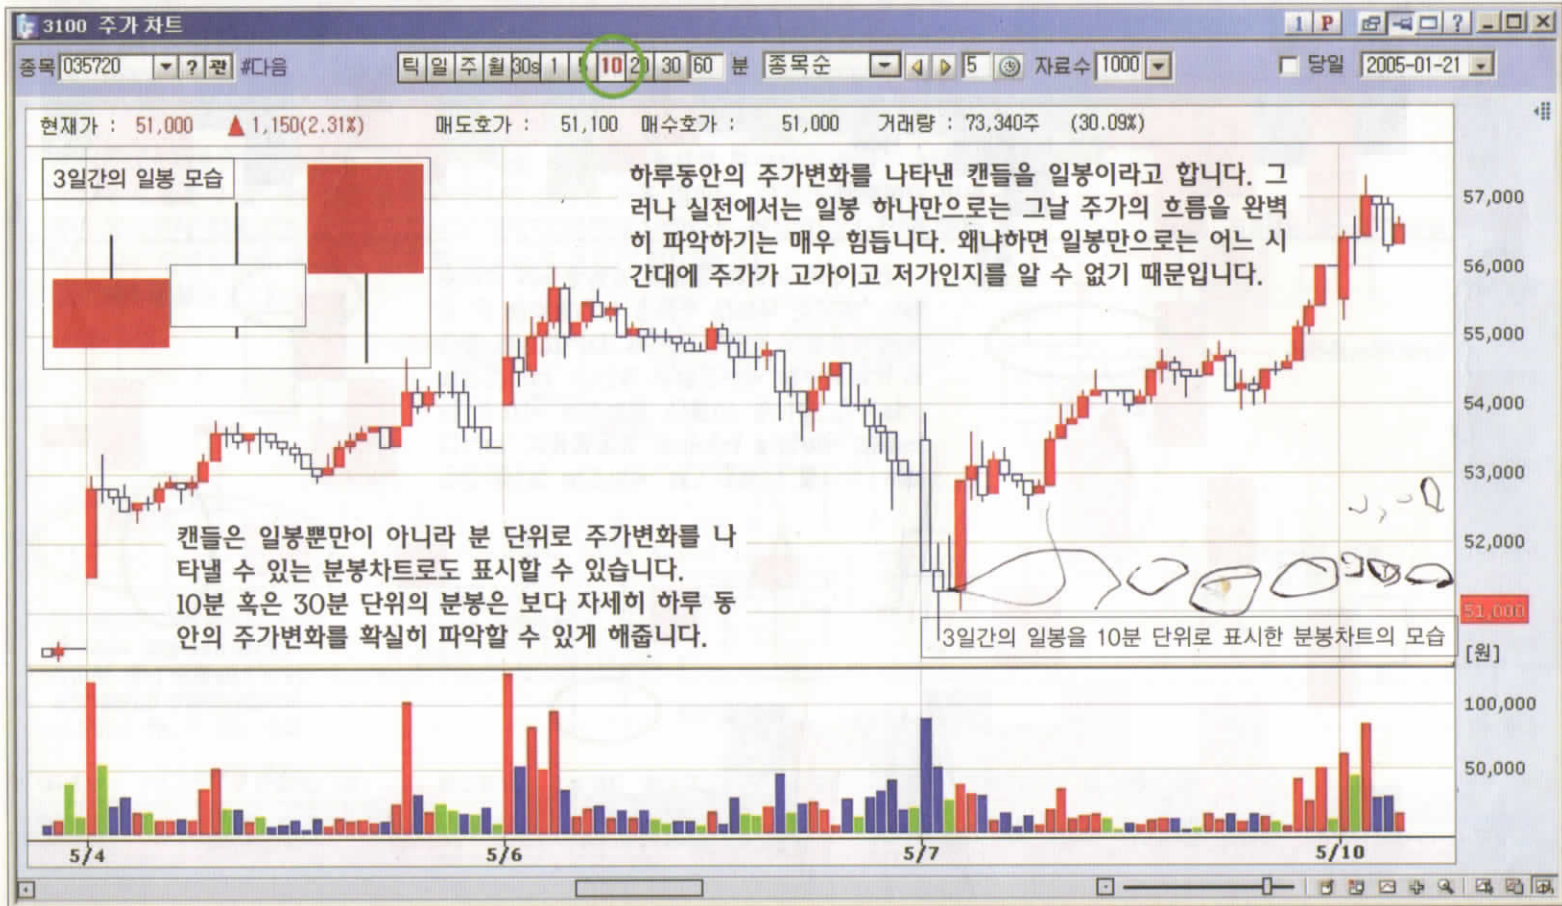 3100 주가 차트
1 P ?
종목 035720 ? 관 #다음 틱 일 주 월 30s 1 10 20 30 60 분 종목순 5 자료수 1000 당일 2005-01-21
현재가 : 51,000 ▲ 1,150(2.31%) 매도호가 : 51,100 매수호가 : 51,000 거래량 : 73,340주 (30.09%)
3일간의 일봉 모습
하루동안의 주가변화를 나타낸 캔들을 일봉이라고 합니다. 그
러나 실전에서는 일봉 하나만으로는 그날 주가의 흐름을 완벽
히 파악하기는 매우 힘듭니다. 왜냐하면 일봉만으로는 어느 시
간대에 주가가 고가이고 저가인지를 알 수 없기 때문입니다.
57,000
56,000
55,000
54,000
53,000
52,000
51,000
[원]
캔들은 일봉뿐만이 아니라 분 단위로 주가변화를 나
타낼 수 있는 분봉차트로도 표시할 수 있습니다.
10분 혹은 30분 단위의 분봉은 보다 자세히 하루 동
안의 주가변화를 확실히 파악할 수 있게 해줍니다.
3일간의 일봉을 10분 단위로 표시한 분봉차트의 모습
100,000
50,000
5/4 5/6 5/7 5/10